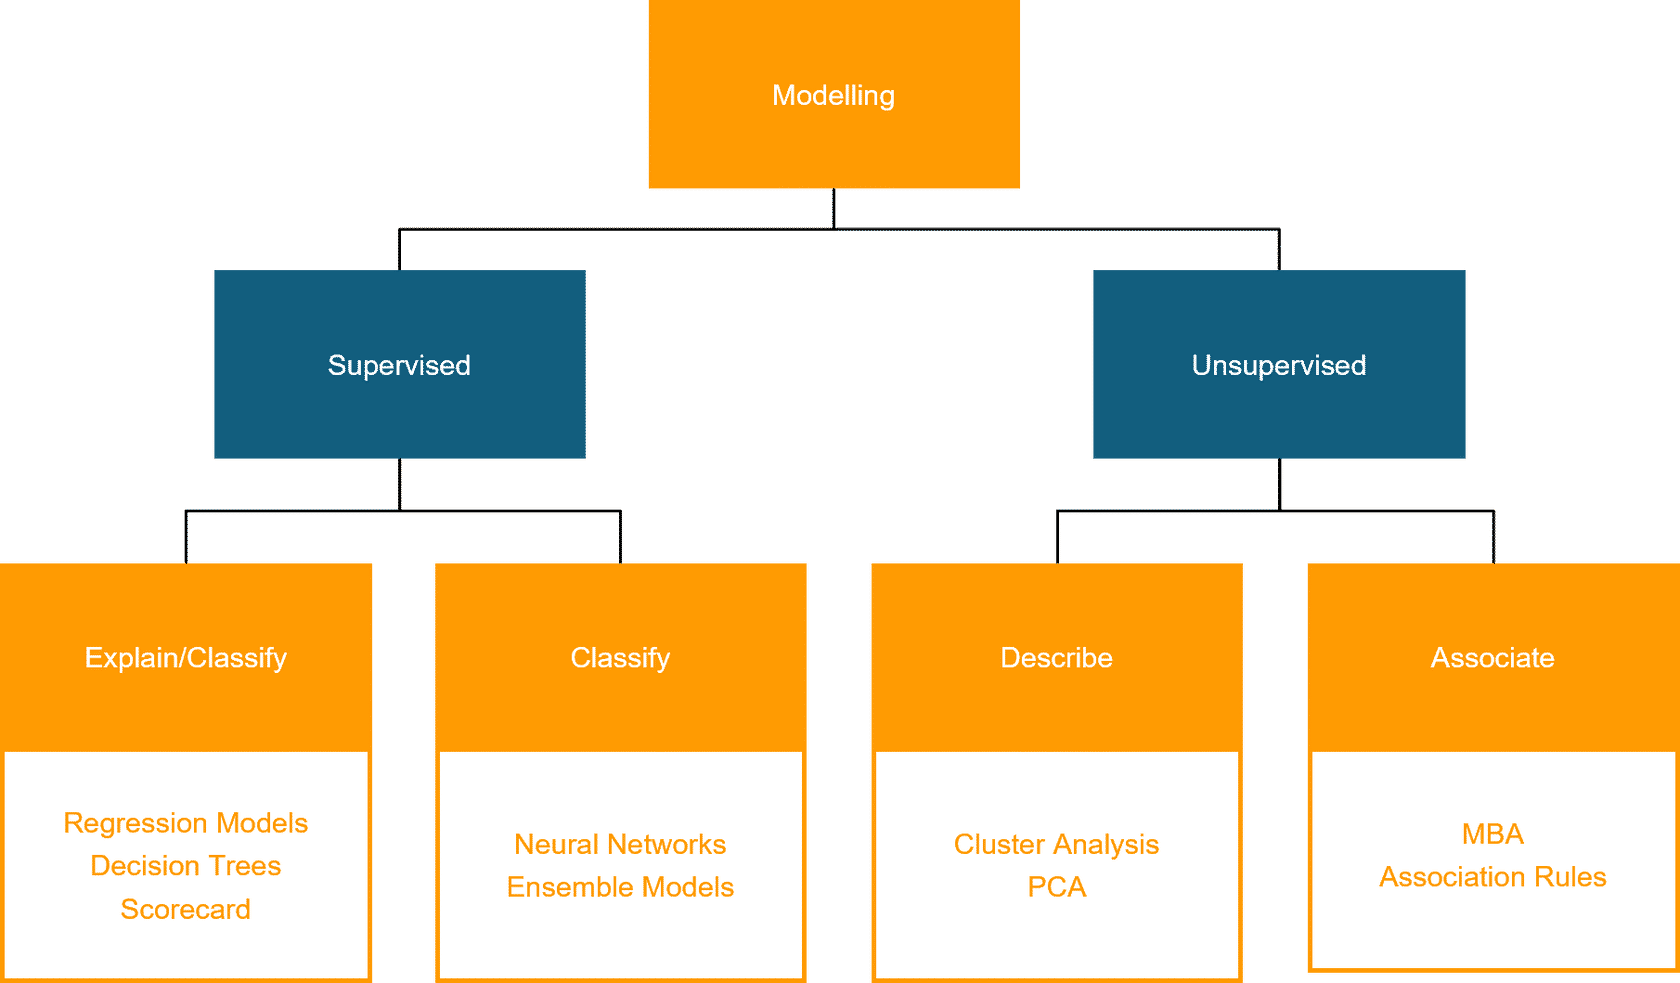 Modelling
Supervised
Unsupervised
Explain/Classify
Classify
Describe
Associate
Regression Models
Decision Trees
Scorecard
Neural Networks
Ensemble Models
Cluster Analysis
PCA
MBA
Association Rules